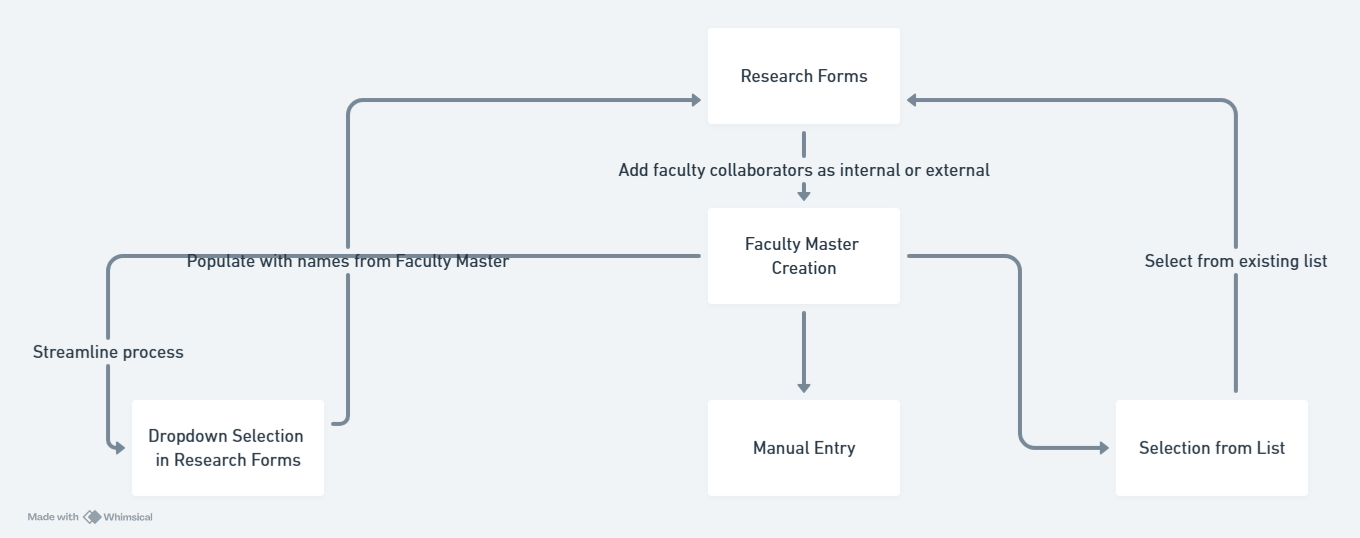 Research Forms
Add faculty collaborators as internal or external
Faculty Master
Creation
Populate with names from Faculty Master
Select from existing list
Streamline process
Dropdown Selection
in Research Forms
Manual Entry
Selection from List
Made with Whimsical